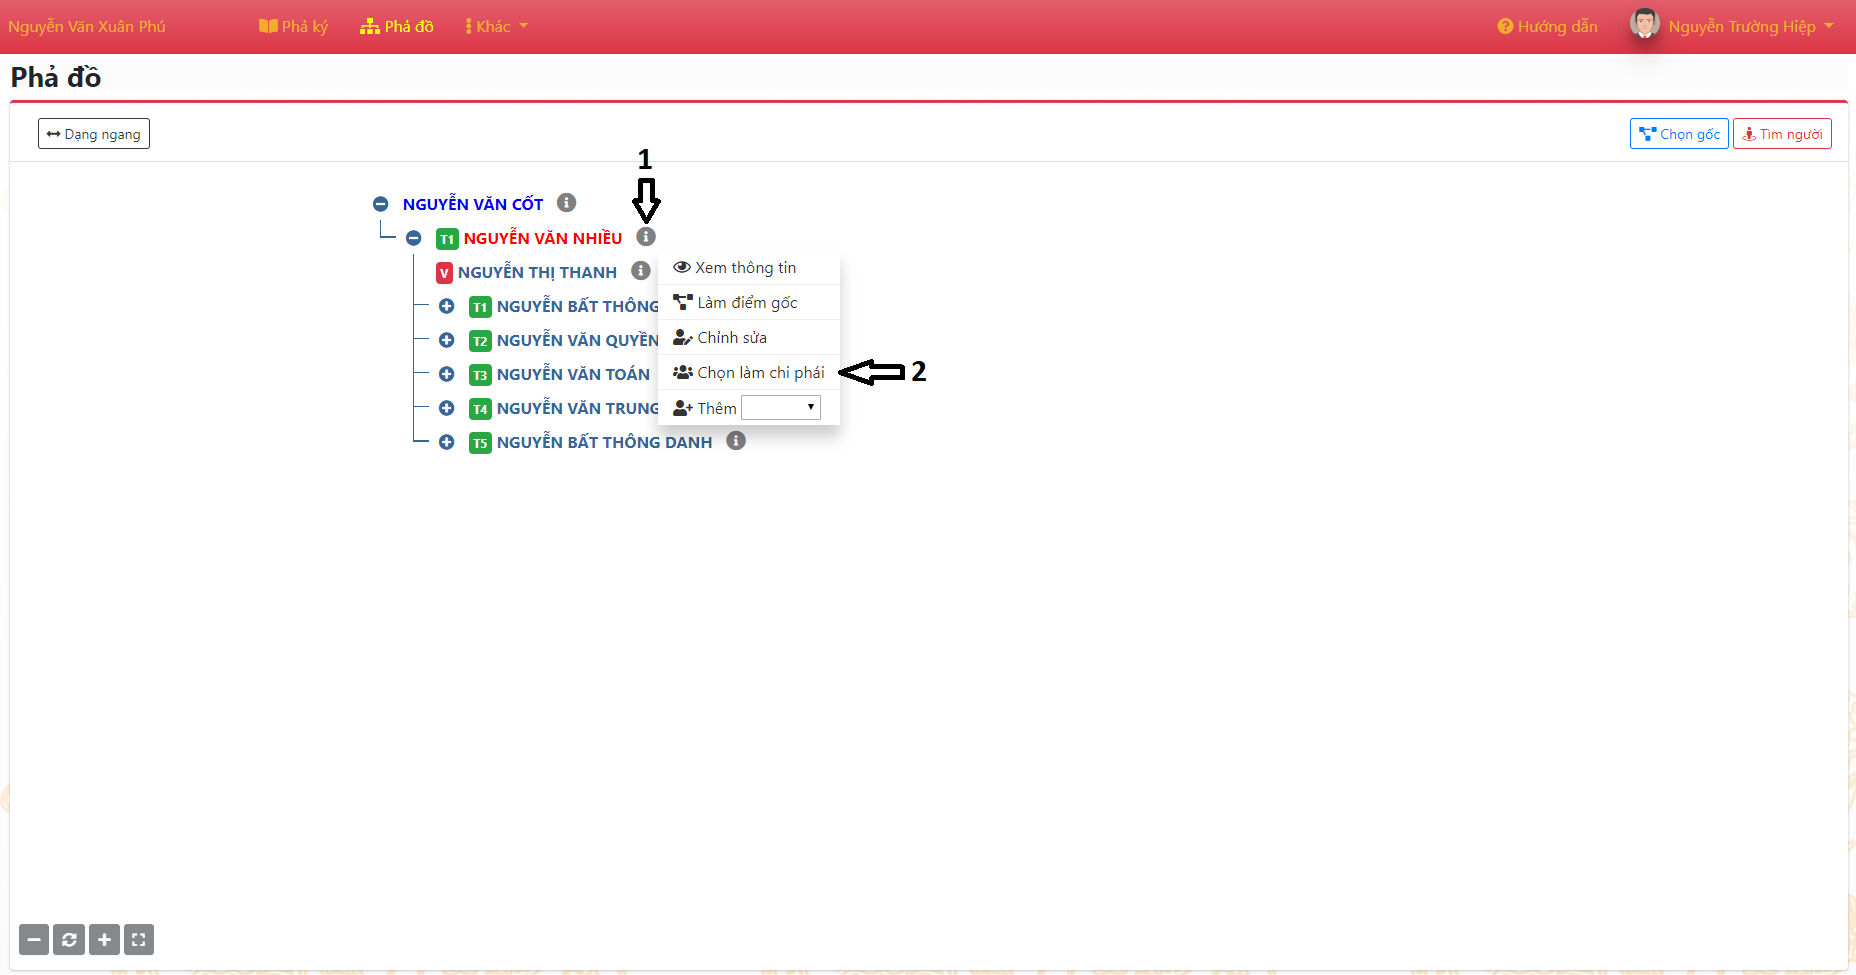 Nguyễn Văn Xuân Phú Phả ký Phả đồ Khác Hướng dẫn Nguyễn Trường Hiệp
Phả đồ
Dạng ngang Chọn gốc Tìm người
1
NGUYỄN VĂN CỐT
T1 NGUYỄN VĂN NHIỀU
V NGUYỄN THỊ THANH
Xem thông tin
T1 NGUYỄN BẤT THÔNG
Làm điểm gốc
T2 NGUYỄN VĂN QUYỀN
Chỉnh sửa
T3 NGUYỄN VĂN TOÁN
Chọn làm chi phái 2
T4 NGUYỄN VĂN TRUNG
Thêm
T5 NGUYỄN BẤT THÔNG DANH